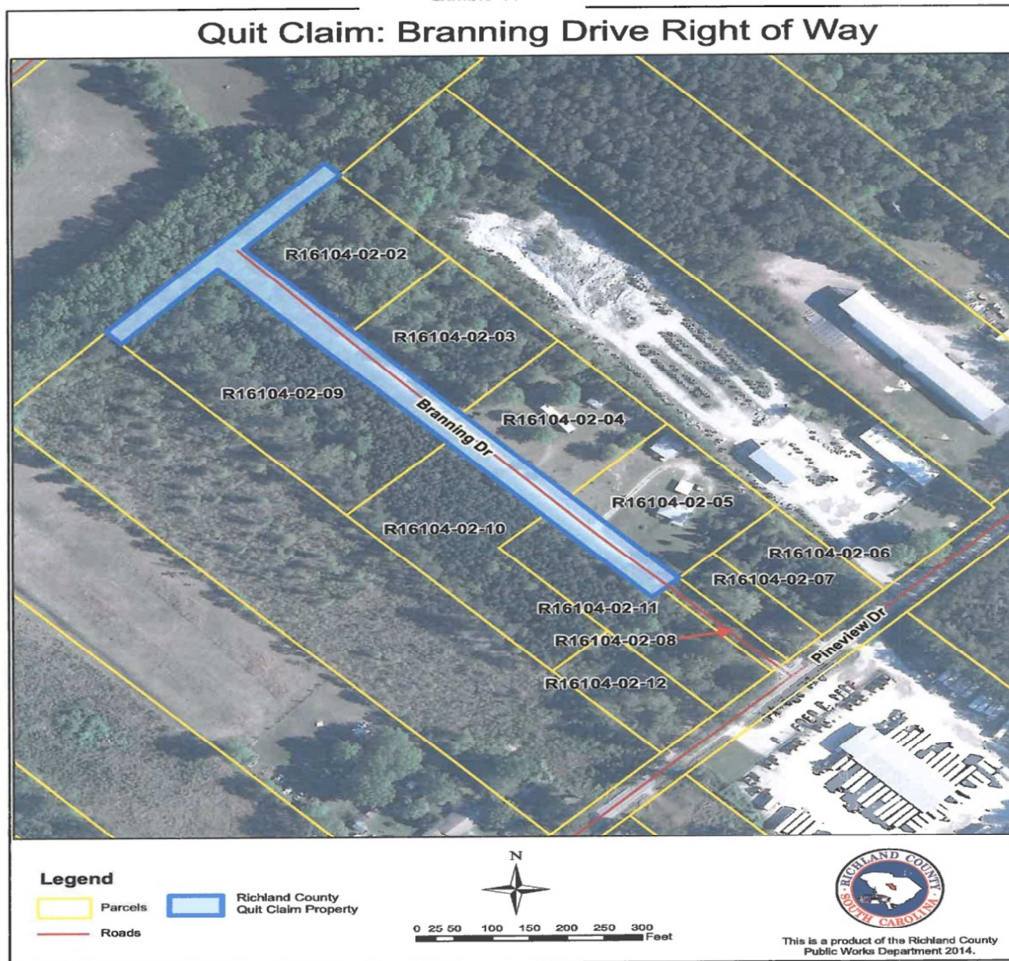 Quit Claim: Branning Drive Right of Way
R16104-02-02
R16104-02-03
R16104-02-09
Branning Dr
R16104-02-04
R16104-02-05
R16104-02-10
R16104-02-06
R16104-02-07
R16104-02-11
R16104-02-08
Pineview Dr
R16104-02-12
Legend
Parcels
Roads
Richland County
Quit Claim Property
N
0 25 50 100 150 200 250 300
Feet
RICHLAND COUNTY
SOUTH CAROLINA
This is a product of the Richland County
Public Works Department 2014.